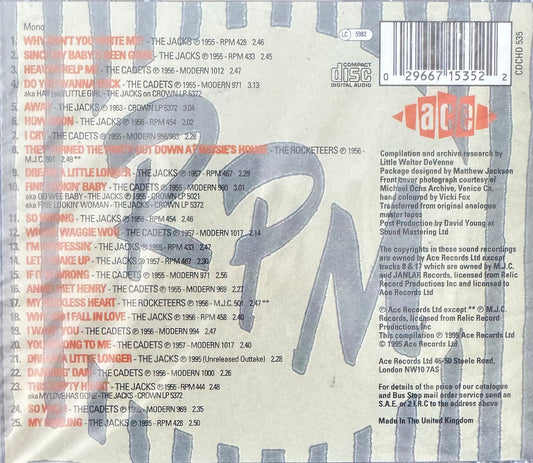 Mono
1. WHY DON'T YOU WRITE ME - THE JACKS ℗ 1955 - RPM 428 2.46
2. SINCE MY BABY'S BEEN GONE - THE JACKS ℗ 1955 - RPM 433 2.45
3. HEAVEN HELP ME - THE CADETS - MODERN 1012 2.43
4. DO YOU WANNA ROCK - THE CADETS ℗ 1955 - MODERN 971 3.13
aka HAY (sic) LITTLE GIRL - THE JACKS on CROWN LP 5372
5. AWAY - THE JACKS ℗ 1963 - CROWN LP 5372 3.04
6. HOW SOON - THE JACKS ℗ 1956 - RPM 454 2.27
7. I CRY - THE CADETS ℗ 1955 - MODERN 956/963 2.28
8. THEY TURNED THE PARTY OUT DOWN AT BESSIE'S HOUSE - THE ROCKETEERS ℗ 1956 -
M.J.C. 501 2.49 **
9. DREAM A LITTLE LONGER - THE JACKS ℗ 1957 - RPM 467 2.29
10. FINE LOOKIN' BABY - THE CADETS ℗ 1955 - MODERN 960 3.01
aka OO WEE BABY - THE JACKS ℗ 1955 - CROWN LP 5021
aka FINE LOOKIN' WOMAN - THE JACKS - CROWN LP 5372
11. SO WRONG - THE JACKS ℗ 1956 - RPM 454 2.27
12. WIGGIE WAGGIE WOO - THE CADETS ℗ 1957 - MODERN 1017 2.14
13. I'M CONFESSIN' - THE JACKS ℗ 1955 - RPM 433 2.47
14. LET'S MAKE UP - THE JACKS ℗ 1957 - RPM 467 2.30
15. IF IT IS WRONG - THE CADETS ℗ 1955 - MODERN 971 2.56
16. ANNIE MET HENRY - THE CADETS ℗ 1955 - MODERN 969 2.26
17. MY RECKLESS HEART - THE ROCKETEERS ℗ 1956 - M.J.C. 501 2.47 **
18. WHY DID I FALL IN LOVE - THE JACKS ℗ 1956 - RPM 458 2.45
19. I WANT YOU - THE CADETS ℗ 1956 - MODERN 994 2.47
20. YOU BELONG TO ME - THE CADETS ℗ 1957 - MODERN 1017 2.40
21. DREAM A LITTLE LONGER - THE JACKS ℗ 1995 (Unreleased Outtake) 2.30
22. DANCIN' DAN - THE CADETS ℗ 1956 - MODERN 1000 2.26
23. THIS EMPTY HEART - THE JACKS ℗ 1955 - RPM 444 2.48
aka MY LOVE HAS GONE - THE JACKS - CROWN LP 5372
24. SO WILL I - THE CADETS ℗ 1955 - MODERN 969 2.35
25. MY DARLING - THE JACKS ℗ 1955 - RPM 428 2.50
RPM
LC 5982
COMPACT
disc
DIGITAL AUDIO
0 29667 15352 2
CDCHD 535
ace
Compilation and archive research by
Little Walter DeVenne
Package designed by Matthew Jackson
Front cover photograph courtesy of
Michael Ochs Archive, Venice Ca.
hand coloured by Vicki Fox
Transferred from original analogue
master tapes
Post Production by David Young at
Sound Mastering Ltd
The copyrights in these sound recordings
are owned by Ace Records Ltd except
tracks 8 & 17 which are owned by M.J.C.
and JANLAR Records, licensed from Relic
Record Productions Inc and licensed to
Ace Records Ltd
℗ Ace Records Ltd except ** ℗ M.J.C.
Records, licensed from Relic Record
Productions Inc
This compilation ℗ 1995 Ace Records Ltd
© 1995 Ace Records Ltd
Ace Records Ltd 46-50 Steele Road,
London NW10 7AS
For details of the price of our catalogue
and Bus Stop mail order service send an
S.A.E. or 2 I.R.C to the address above
Made In The United Kingdom